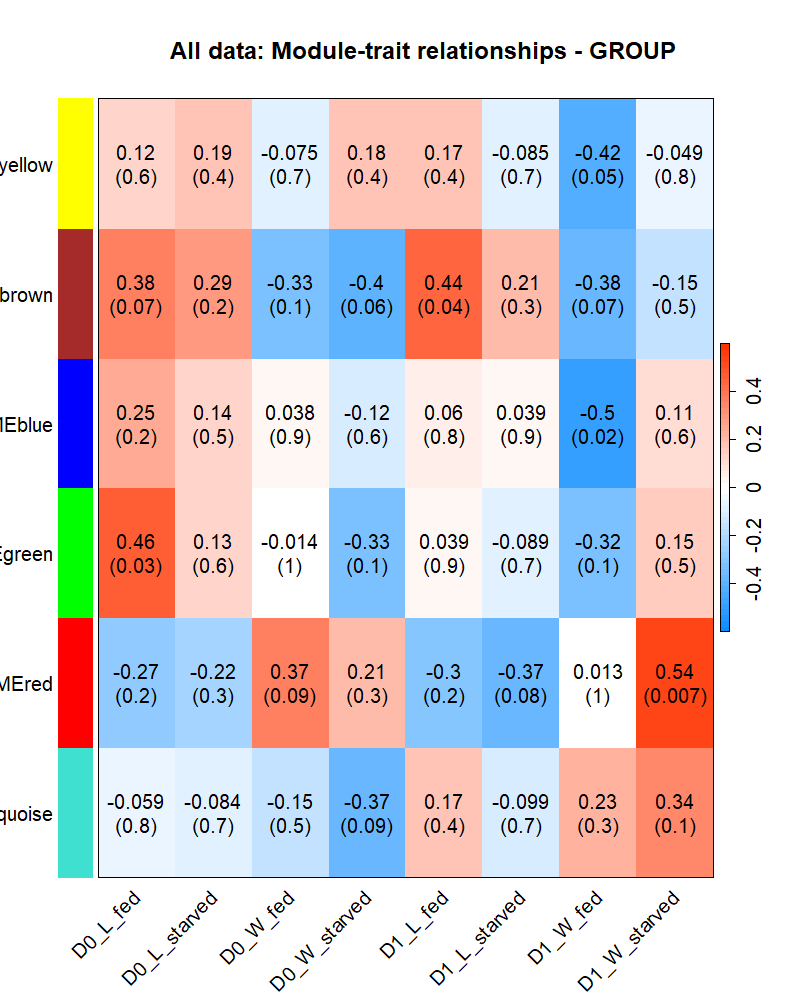 All data: Module-trait relationships - GROUP
yellow
0.12 0.19 -0.075 0.18 0.17 -0.085 -0.42 -0.049
(0.6) (0.4) (0.7) (0.4) (0.4) (0.7) (0.05) (0.8)
brown
0.38 0.29 -0.33 -0.4 0.44 0.21 -0.38 -0.15
(0.07) (0.2) (0.1) (0.06) (0.04) (0.3) (0.07) (0.5)
MEblue
0.25 0.14 0.038 -0.12 0.06 0.039 -0.5 0.11
(0.2) (0.5) (0.9) (0.6) (0.8) (0.9) (0.02) (0.6)
Egreen
0.46 0.13 -0.014 -0.33 0.039 -0.089 -0.32 0.15
(0.03) (0.6) (1) (0.1) (0.9) (0.7) (0.1) (0.5)
MEred
-0.27 -0.22 0.37 0.21 -0.3 -0.37 0.013 0.54
(0.2) (0.3) (0.09) (0.3) (0.2) (0.08) (1) (0.007)
quoise
-0.059 -0.084 -0.15 -0.37 0.17 -0.099 0.23 0.34
(0.8) (0.7) (0.5) (0.09) (0.4) (0.7) (0.3) (0.1)
D0_L_fed
D0_L_starved
D0_W_fed
D0_W_starved
D1_L_fed
D1_L_starved
D1_W_fed
D1_W_starved
0.4
0.2
0
-0.2
-0.4